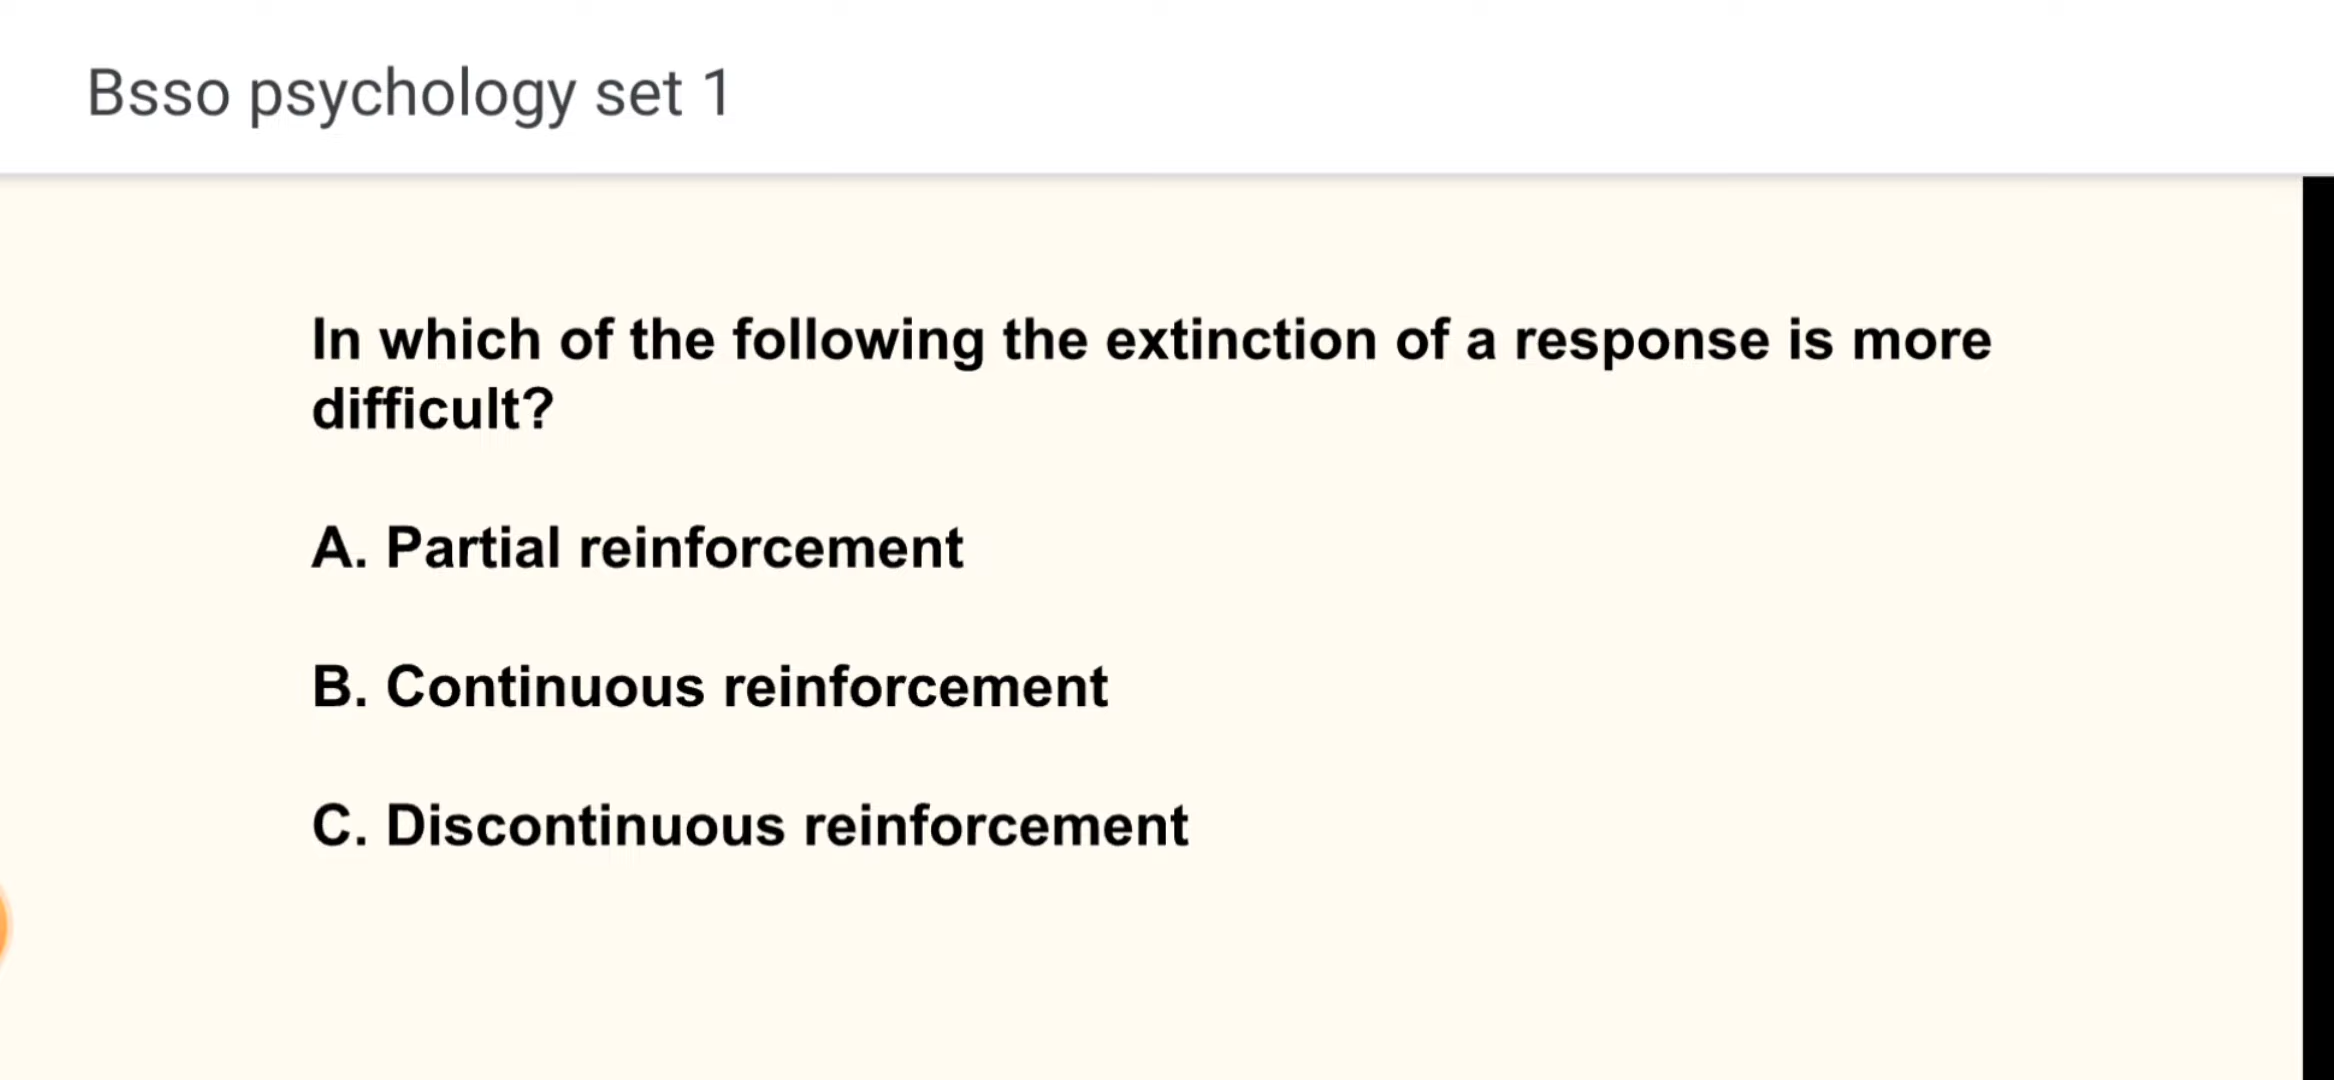 Bsso psychology set 1
In which of the following the extinction of a response is more
difficult?
A. Partial reinforcement
B. Continuous reinforcement
C. Discontinuous reinforcement